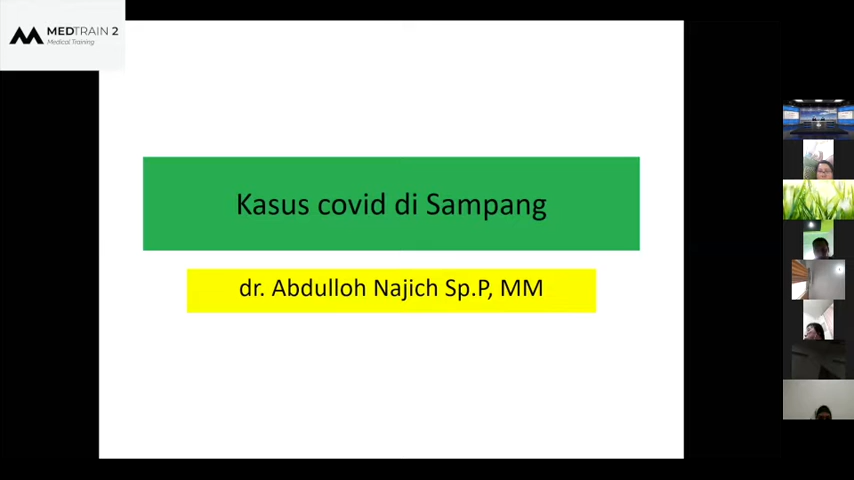 MEDTRAIN 2
Medical Training
Kasus covid di Sampang
dr. Abdulloh Najich Sp.P, MM